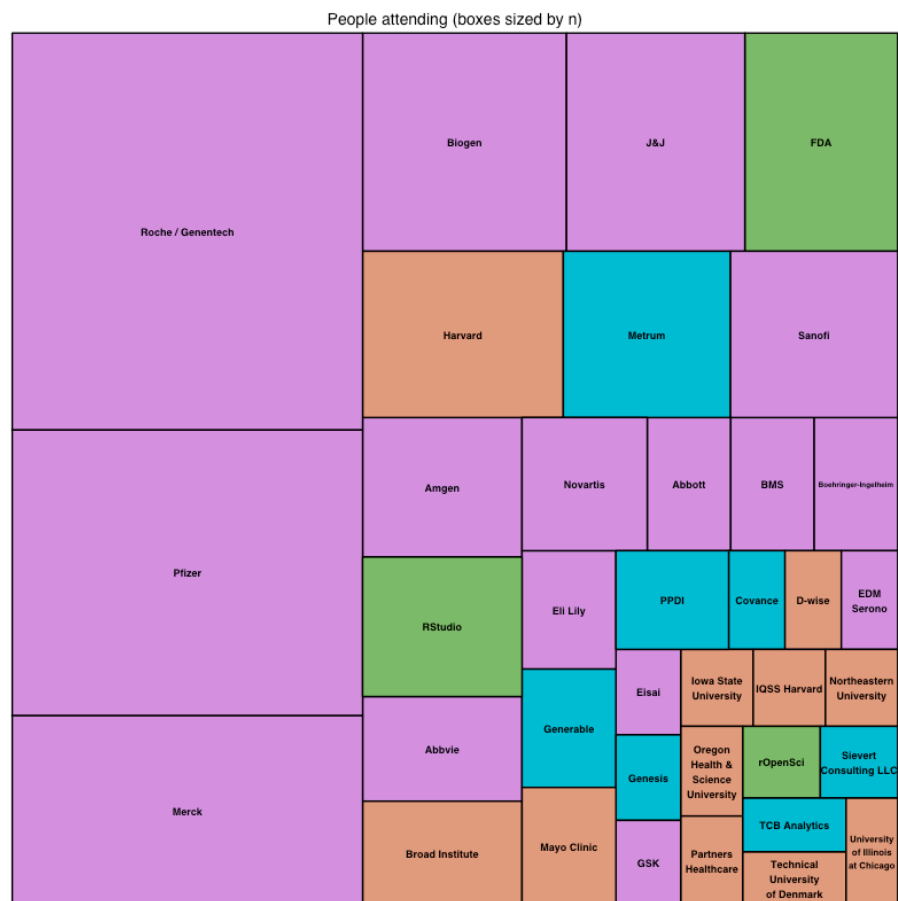 People attending (boxes sized by n)
Roche / Genentech
Biogen
J&J
FDA
Harvard
Metrum
Sanofi
Amgen
Novartis
Abbott
BMS
Boehringer-Ingelheim
Pfizer
RStudio
Eli Lily
PPDI
Covance
D-wise
EDM
Serono
Eisai
Iowa State
University
IQSS Harvard
Northeastern
University
Abbvie
Generable
Genesis
Oregon
Health &
Science
University
rOpenSci
Sievert
Consulting LLC
Merck
Broad Institute
Mayo Clinic
GSK
Partners
Healthcare
TCB Analytics
Technical
University
of Denmark
University
of Illinois
at Chicago